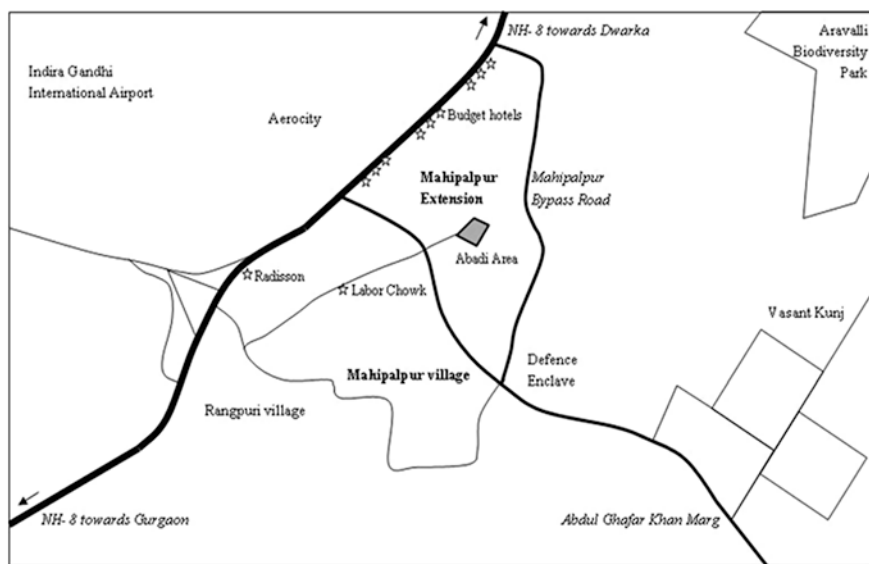 NH- 8 towards Dwarka
Aravalli
Biodiversity
Park
Indira Gandhi
International Airport
Aerocity
Budget hotels
Mahipalpur
Extension
Mahipalpur
Bypass Road
Abadi Area
Radisson
Labor Chowk
Vasant Kunj
Defence
Enclave
Mahipalpur village
Rangpuri village
NH- 8 towards Gurgaon
Abdul Ghafar Khan Marg